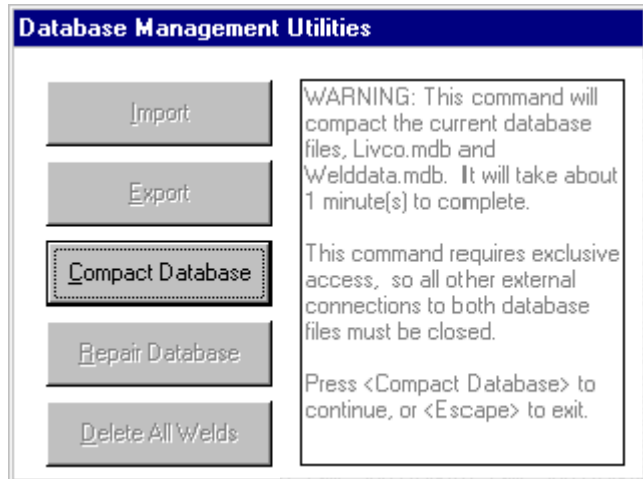 Database Management Utilities
Import
Export
Compact Database
Repair Database
Delete All Welds
WARNING: This command will
compact the current database
files, Livco.mdb and
Welddata.mdb.  It will take about
1 minute(s) to complete.
This command requires exclusive
access,  so all other external
connections to both database
files must be closed.
Press <Compact Database> to
continue, or <Escape> to exit.